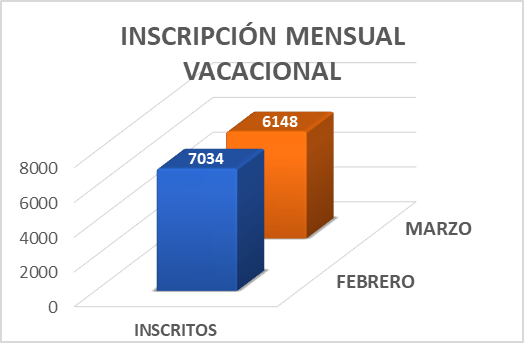 INSCRIPCIÓN MENSUAL
VACACIONAL
6148
7034
8000
6000
4000
2000
0
MARZO
FEBRERO
INSCRITOS